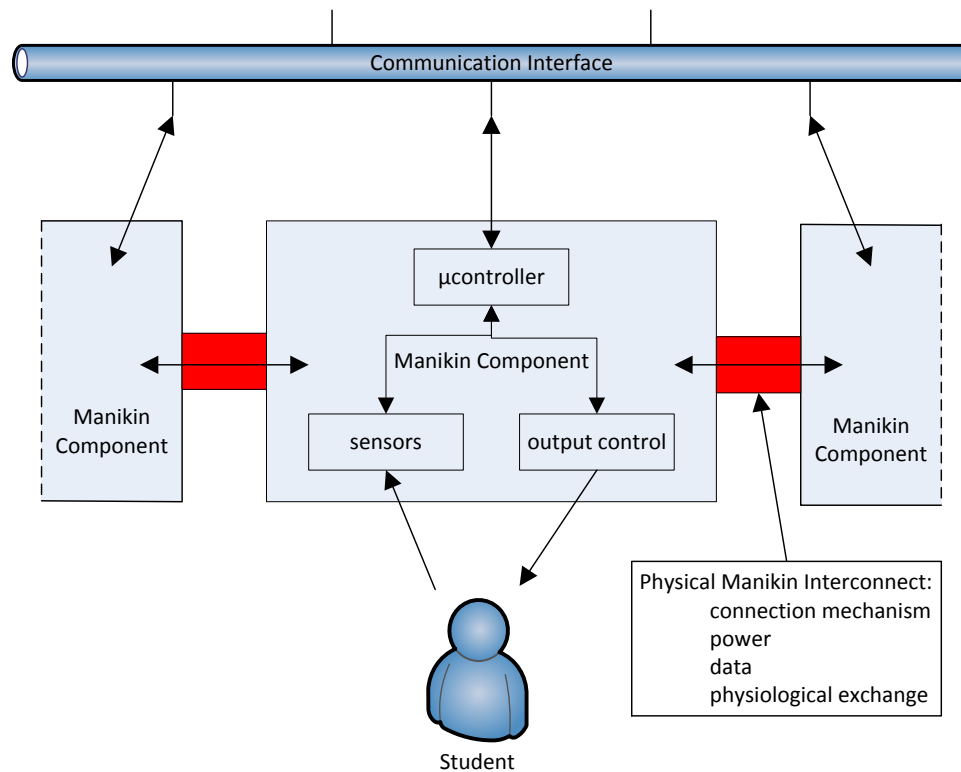 Communication Interface
µcontroller
Manikin Component
sensors
output control
Manikin
Component
Manikin
Component
Physical Manikin Interconnect:
connection mechanism
power
data
physiological exchange
Student